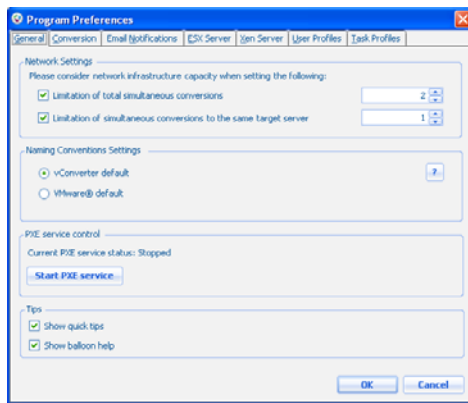 Program Preferences
General Conversion Email Notifications ESX Server Xen Server User Profiles Task Profiles
Network Settings
Please consider network infrastructure capacity when setting the following:
Limitation of total simultaneous conversions 2
Limitation of simultaneous conversions to the same target server 1
Naming Conventions Settings
vConverter default ?
VMware® default
PXE service control
Current PXE service status: Stopped
Start PXE service
Tips
Show quick tips
Show balloon help
OK Cancel